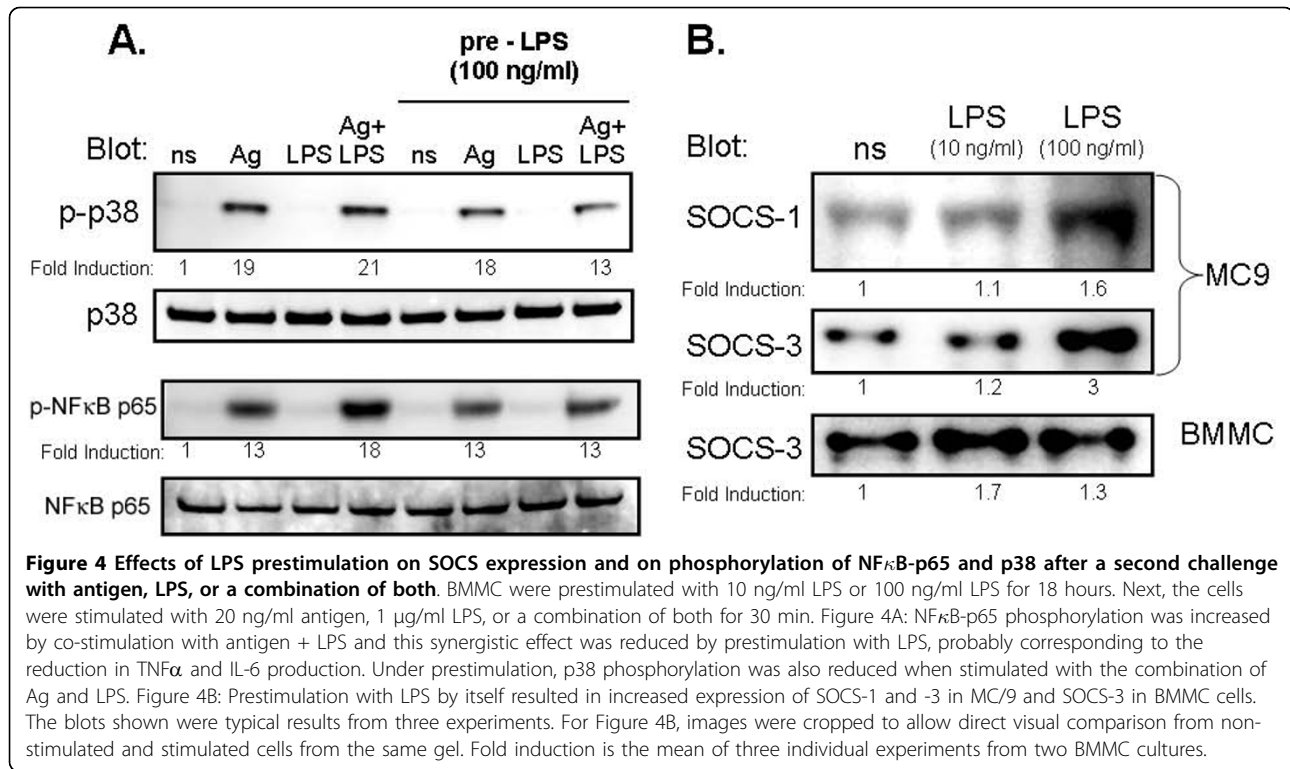 A.
pre - LPS
(100 ng/ml)
Blot: ns Ag LPS Ag+ LPS ns Ag LPS Ag+ LPS
p-p38
Fold Induction: 1 19 21 18 13
p38
p-NFκB p65
Fold Induction: 1 13 18 13 13
NFκB p65
B.
Blot: ns LPS (10 ng/ml) LPS (100 ng/ml)
SOCS-1
Fold Induction: 1 1.1 1.6
MC9
SOCS-3
Fold Induction: 1 1.2 3
SOCS-3
BMMC
Fold Induction: 1 1.7 1.3
Figure 4 Effects of LPS prestimulation on SOCS expression and on phosphorylation of NFκB-p65 and p38 after a second challenge
with antigen, LPS, or a combination of both. BMMC were prestimulated with 10 ng/ml LPS or 100 ng/ml LPS for 18 hours. Next, the cells
were stimulated with 20 ng/ml antigen, 1 μg/ml LPS, or a combination of both for 30 min. Figure 4A: NFκB-p65 phosphorylation was increased
by co-stimulation with antigen + LPS and this synergistic effect was reduced by prestimulation with LPS, probably corresponding to the
reduction in TNFα and IL-6 production. Under prestimulation, p38 phosphorylation was also reduced when stimulated with the combination of
Ag and LPS. Figure 4B: Prestimulation with LPS by itself resulted in increased expression of SOCS-1 and -3 in MC/9 and SOCS-3 in BMMC cells.
The blots shown were typical results from three experiments. For Figure 4B, images were cropped to allow direct visual comparison from non-
stimulated and stimulated cells from the same gel. Fold induction is the mean of three individual experiments from two BMMC cultures.